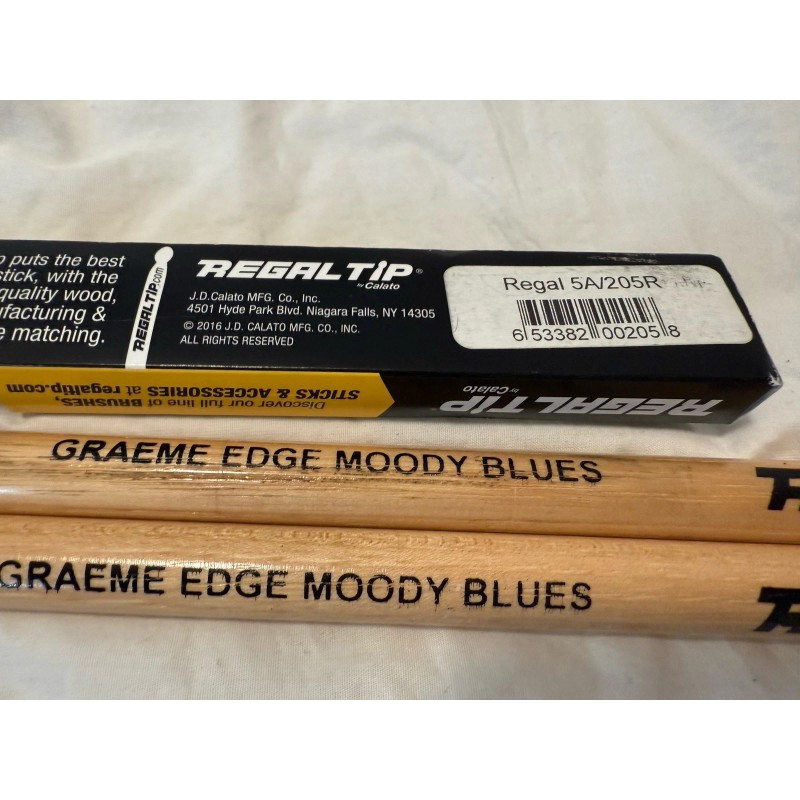 o puts the best
stick, with the
quality wood,
ufacturing &
e matching.
REGALTIP.com
REGAL TIP®
by Calato
J.D.Calato MFG. Co., Inc.
4501 Hyde Park Blvd. Niagara Falls, NY 14305
© 2016 J.D. CALATO MFG. CO., INC.
ALL RIGHTS RESERVED
Regal 5A/205R
6 53382 00205 8
Discover our full line of BRUSHES,
STICKS & ACCESSORIES at regaltip.com
REGAL TIP
by Calato
GRAEME EDGE MOODY BLUES
GRAEME EDGE MOODY BLUES